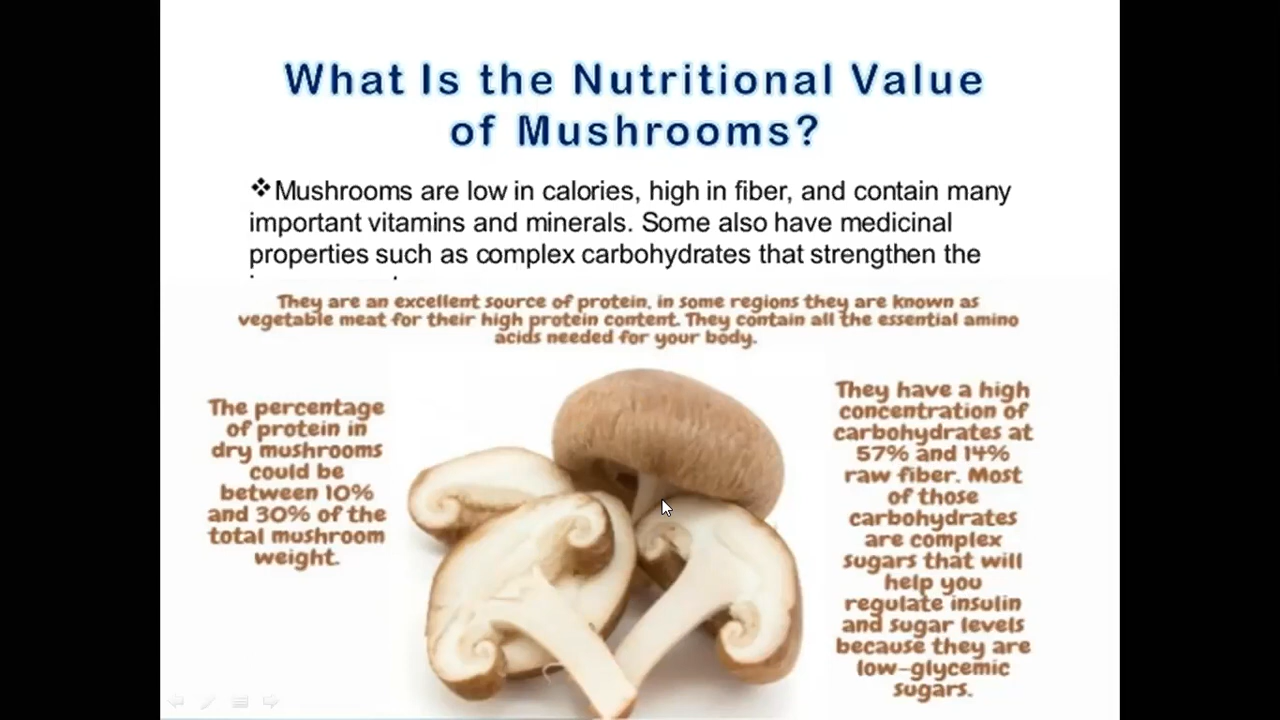 What Is the Nutritional Value
of Mushrooms?
❖Mushrooms are low in calories, high in fiber, and contain many
important vitamins and minerals. Some also have medicinal
properties such as complex carbohydrates that strengthen the
They are an excellent source of protein, in some regions they are known as
vegetable meat for their high protein content. They contain all the essential amino
acids needed for your body.
The percentage
of protein in
dry mushrooms
could be
between 10%
and 30% of the
total mushroom
weight.
They have a high
concentration of
carbohydrates at
57% and 14%
raw fiber. Most
of those
carbohydrates
are complex
sugars that will
help you
regulate insulin
and sugar levels
because they are
low-glycemic
sugars.